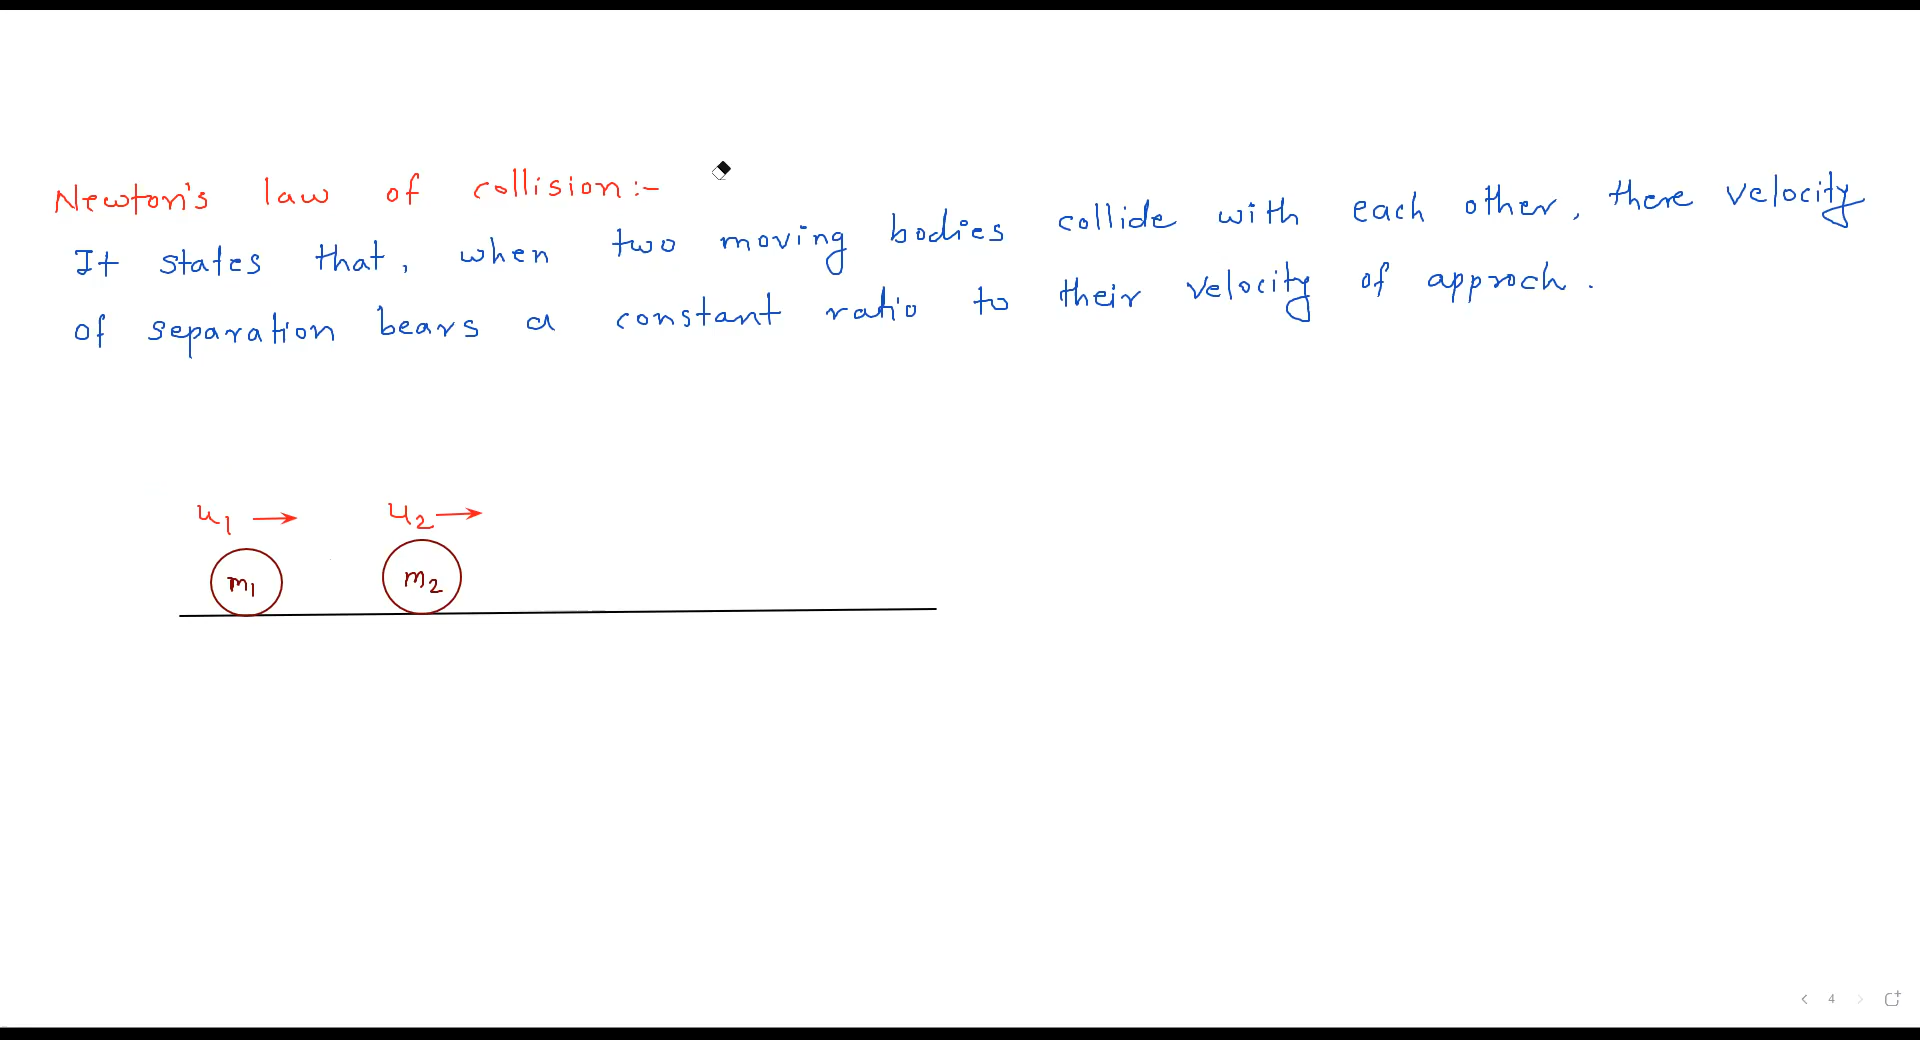 Newton's law of collision:-
It states that, when two moving bodies collide with each other, there velocity
of separation bears a constant ratio to their velocity of approch.
u1 u2
m1 m2
4